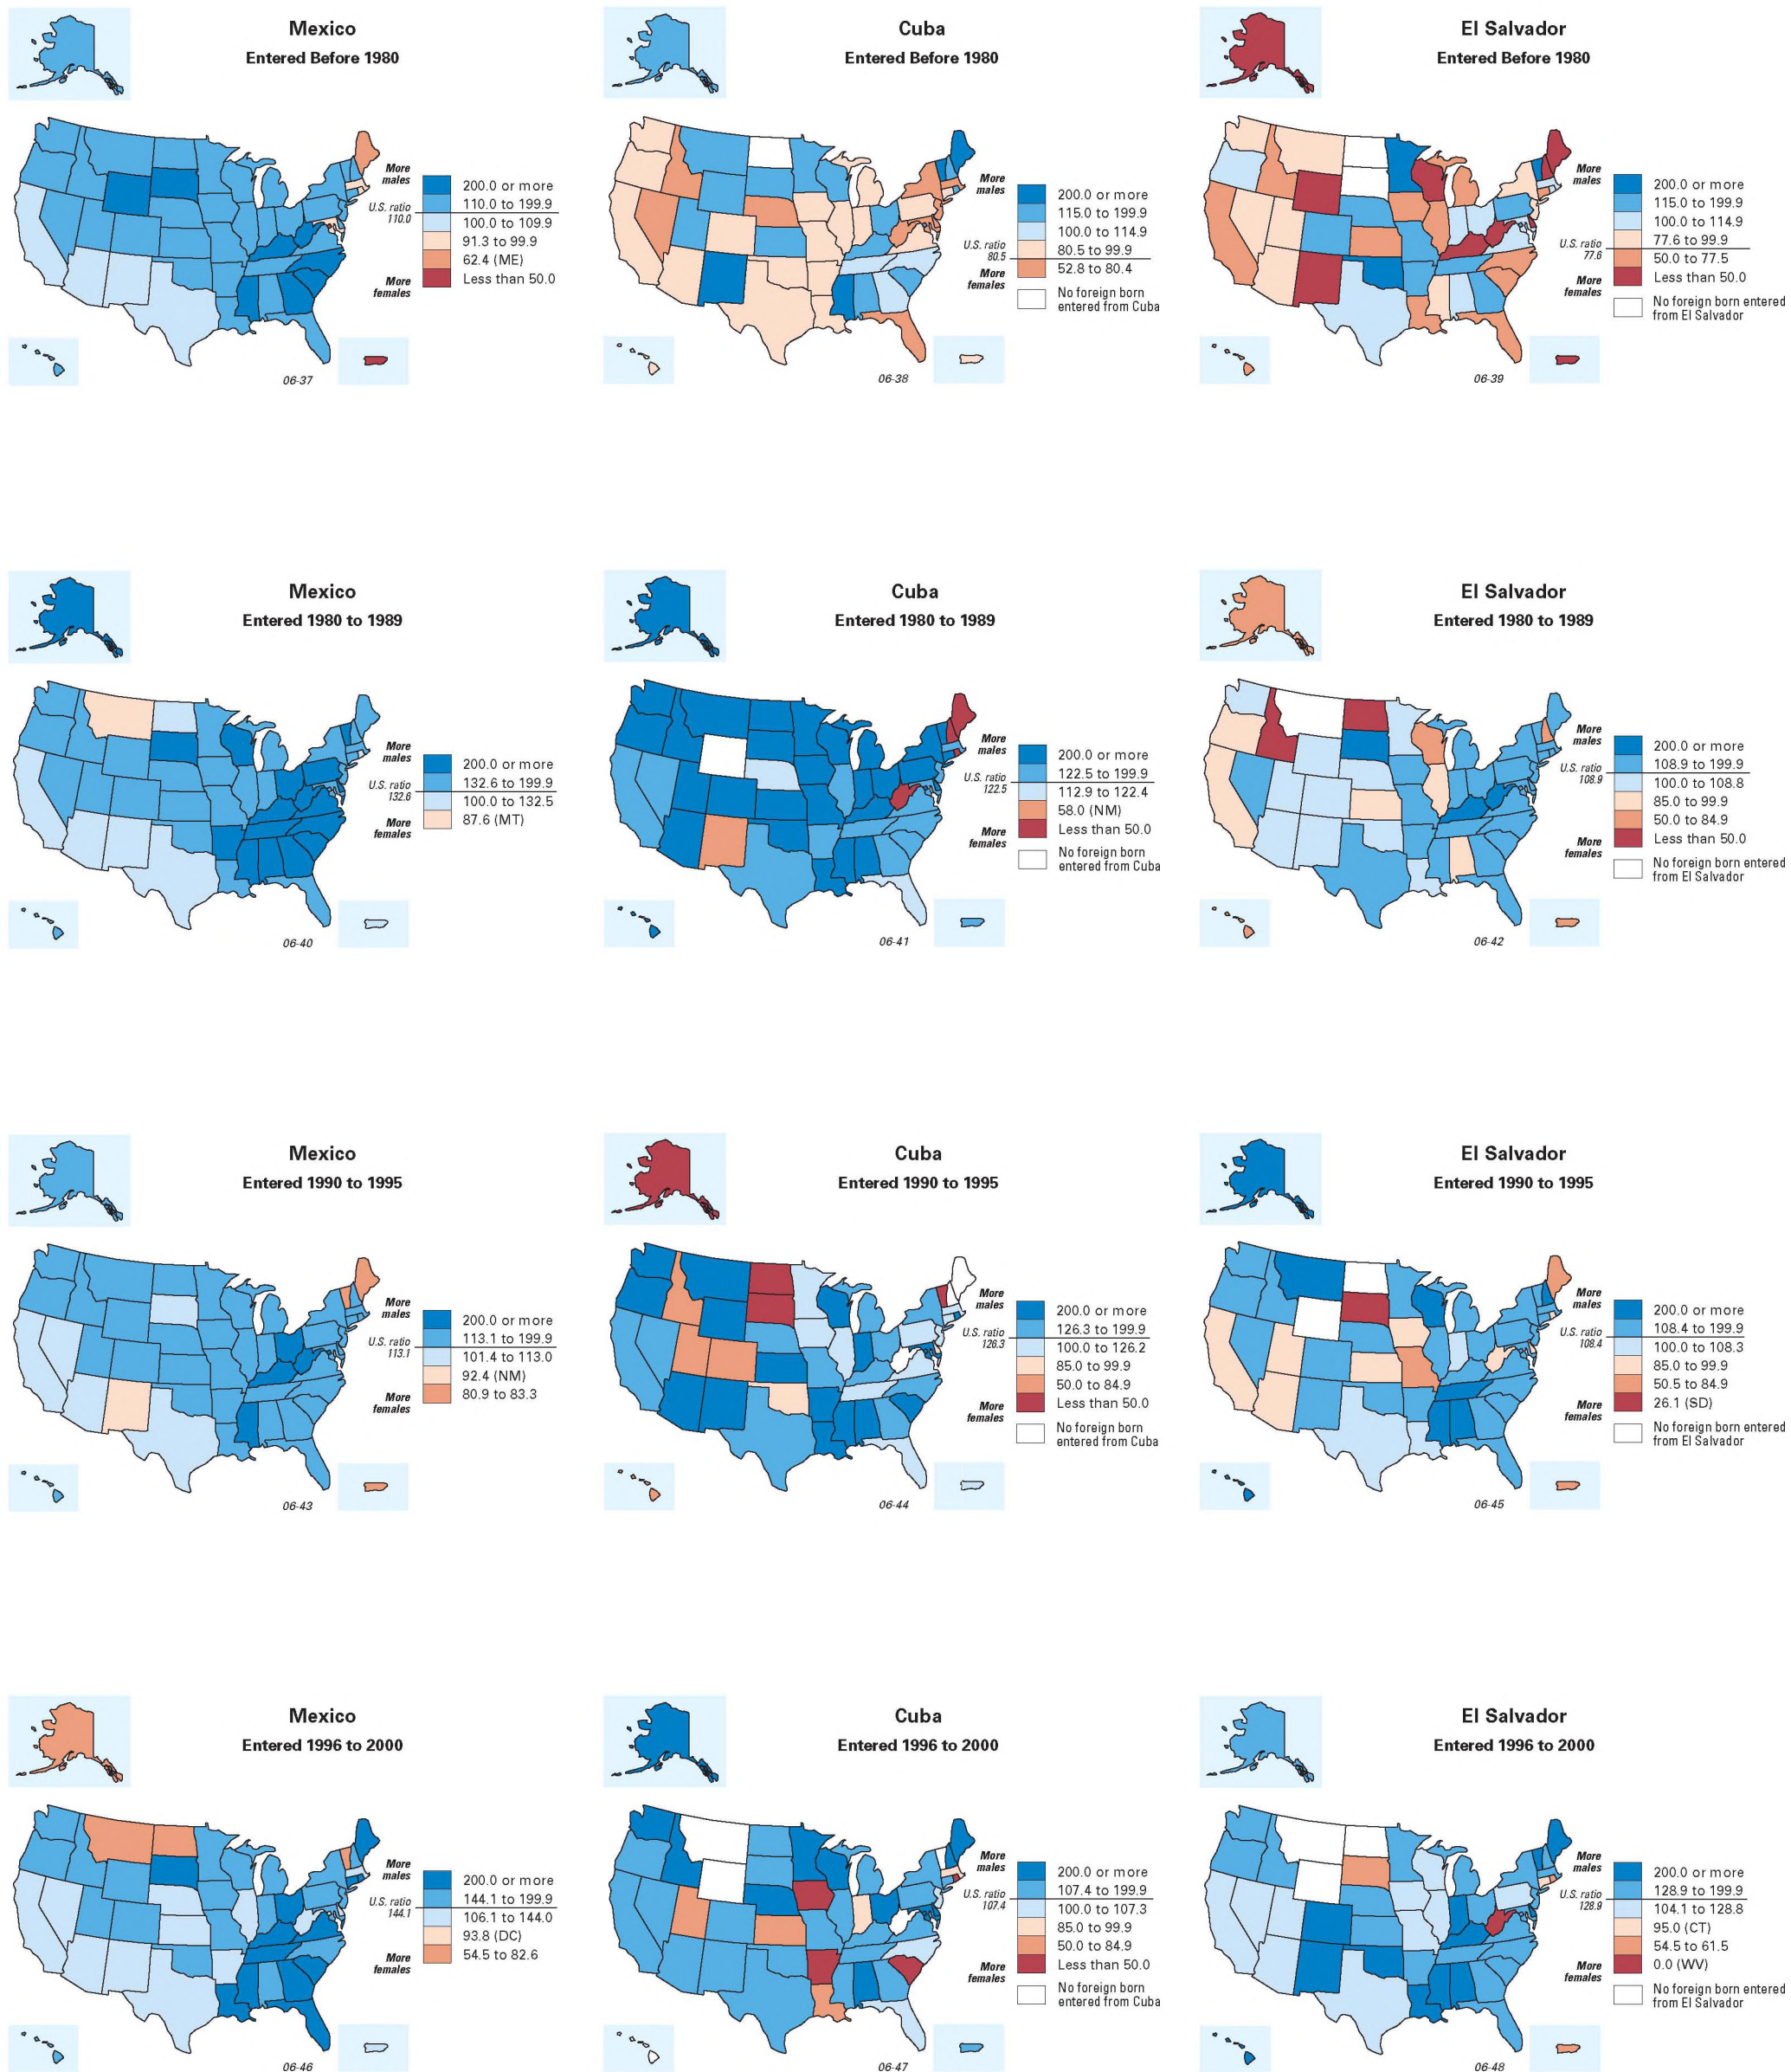 Mexico
Entered Before 1980
More
males
U.S. ratio
110.0
More
females
200.0 or more
110.0 to 199.9
100.0 to 109.9
91.3 to 99.9
62.4 (ME)
Less than 50.0
06-37
Cuba
Entered Before 1980
More
males
U.S. ratio
80.5
More
females
200.0 or more
115.0 to 199.9
100.0 to 114.9
80.5 to 99.9
52.8 to 80.4
No foreign born
entered from Cuba
06-38
El Salvador
Entered Before 1980
More
males
U.S. ratio
77.6
More
females
200.0 or more
115.0 to 199.9
100.0 to 114.9
77.6 to 99.9
50.0 to 77.5
Less than 50.0
No foreign born entered
from El Salvador
06-39
Mexico
Entered 1980 to 1989
More
males
U.S. ratio
132.6
More
females
200.0 or more
132.6 to 199.9
100.0 to 132.5
87.6 (MT)
06-40
Cuba
Entered 1980 to 1989
More
males
U.S. ratio
122.5
More
females
200.0 or more
122.5 to 199.9
112.9 to 122.4
58.0 (NM)
Less than 50.0
No foreign born
entered from Cuba
06-41
El Salvador
Entered 1980 to 1989
More
males
U.S. ratio
108.9
More
females
200.0 or more
108.9 to 199.9
100.0 to 108.8
85.0 to 99.9
50.0 to 84.9
Less than 50.0
No foreign born entered
from El Salvador
06-42
Mexico
Entered 1990 to 1995
More
males
U.S. ratio
113.1
More
females
200.0 or more
113.1 to 199.9
101.4 to 113.0
92.4 (NM)
80.9 to 83.3
06-43
Cuba
Entered 1990 to 1995
More
males
U.S. ratio
126.3
More
females
200.0 or more
126.3 to 199.9
100.0 to 126.2
85.0 to 99.9
50.0 to 84.9
Less than 50.0
No foreign born
entered from Cuba
06-44
El Salvador
Entered 1990 to 1995
More
males
U.S. ratio
108.4
More
females
200.0 or more
108.4 to 199.9
100.0 to 108.3
85.0 to 99.9
50.5 to 84.9
26.1 (SD)
No foreign born entered
from El Salvador
06-45
Mexico
Entered 1996 to 2000
More
males
U.S. ratio
144.1
More
females
200.0 or more
144.1 to 199.9
106.1 to 144.0
93.8 (DC)
54.5 to 82.6
06-46
Cuba
Entered 1996 to 2000
More
males
U.S. ratio
107.4
More
females
200.0 or more
107.4 to 199.9
100.0 to 107.3
85.0 to 99.9
50.0 to 84.9
Less than 50.0
No foreign born
entered from Cuba
06-47
El Salvador
Entered 1996 to 2000
More
males
U.S. ratio
128.9
More
females
200.0 or more
128.9 to 199.9
104.1 to 128.8
95.0 (CT)
54.5 to 61.5
0.0 (WV)
No foreign born entered
from El Salvador
06-48